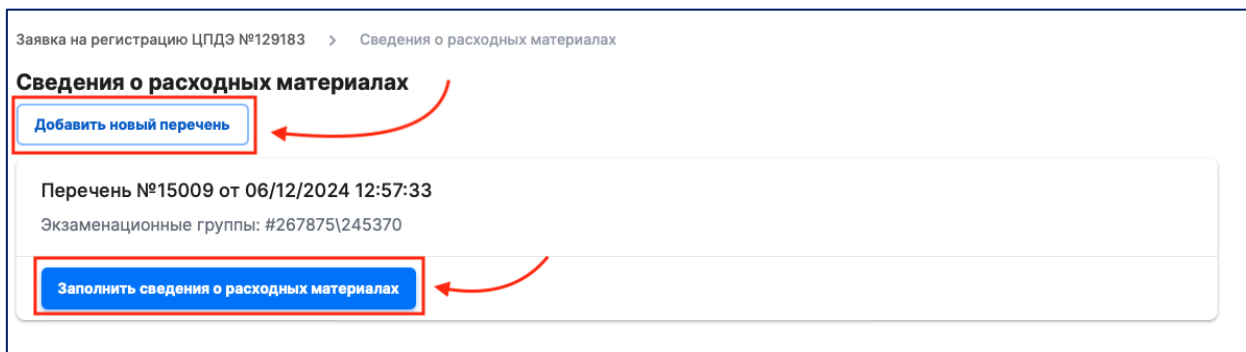 Заявка на регистрацию ЦПДЭ №129183 > Сведения о расходных материалах
Сведения о расходных материалах
Добавить новый перечень
Перечень №15009 от 06/12/2024 12:57:33
Экзаменационные группы: #267875\245370
Заполнить сведения о расходных материалах